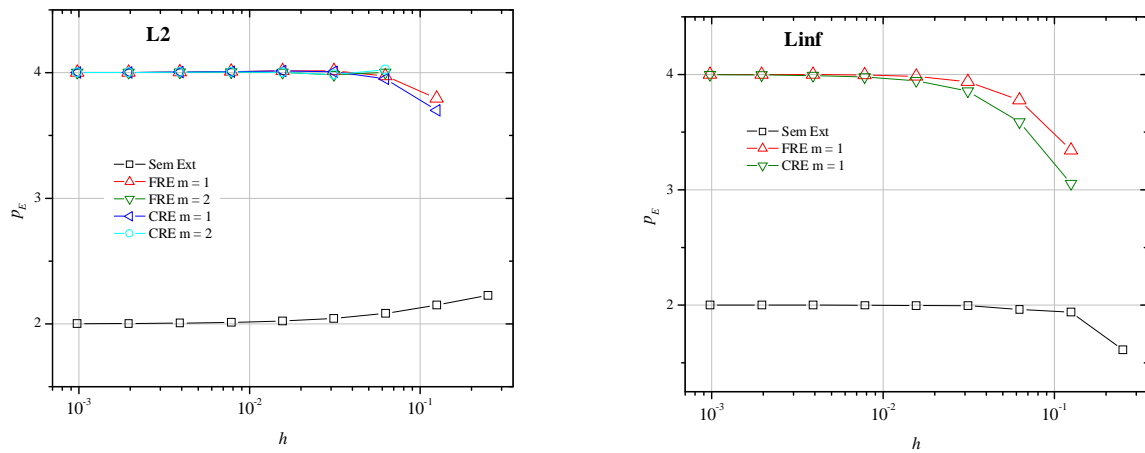 L2
4
3
2
p_E
Sem Ext
FRE m = 1
FRE m = 2
CRE m = 1
CRE m = 2
10^-3
10^-2
10^-1
h
Linf
4
3
2
p_E
Sem Ext
FRE m = 1
CRE m = 1
10^-3
10^-2
10^-1
h